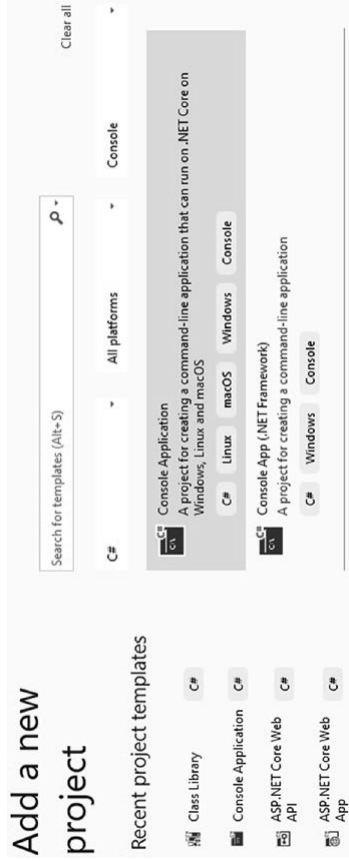 Add a new
project
Search for templates (Alt+S)
Clear all
C#
All platforms
Console
Recent project templates
Class Library
C#
Console Application
C#
ASP.NET Core Web
API
C#
ASP.NET Core Web
App
C#
Console Application
A project for creating a command-line application that can run on .NET Core on
Windows, Linux and macOS
C#
Linux
macOS
Windows
Console
Console App (.NET Framework)
A project for creating a command-line application
C#
Windows
Console